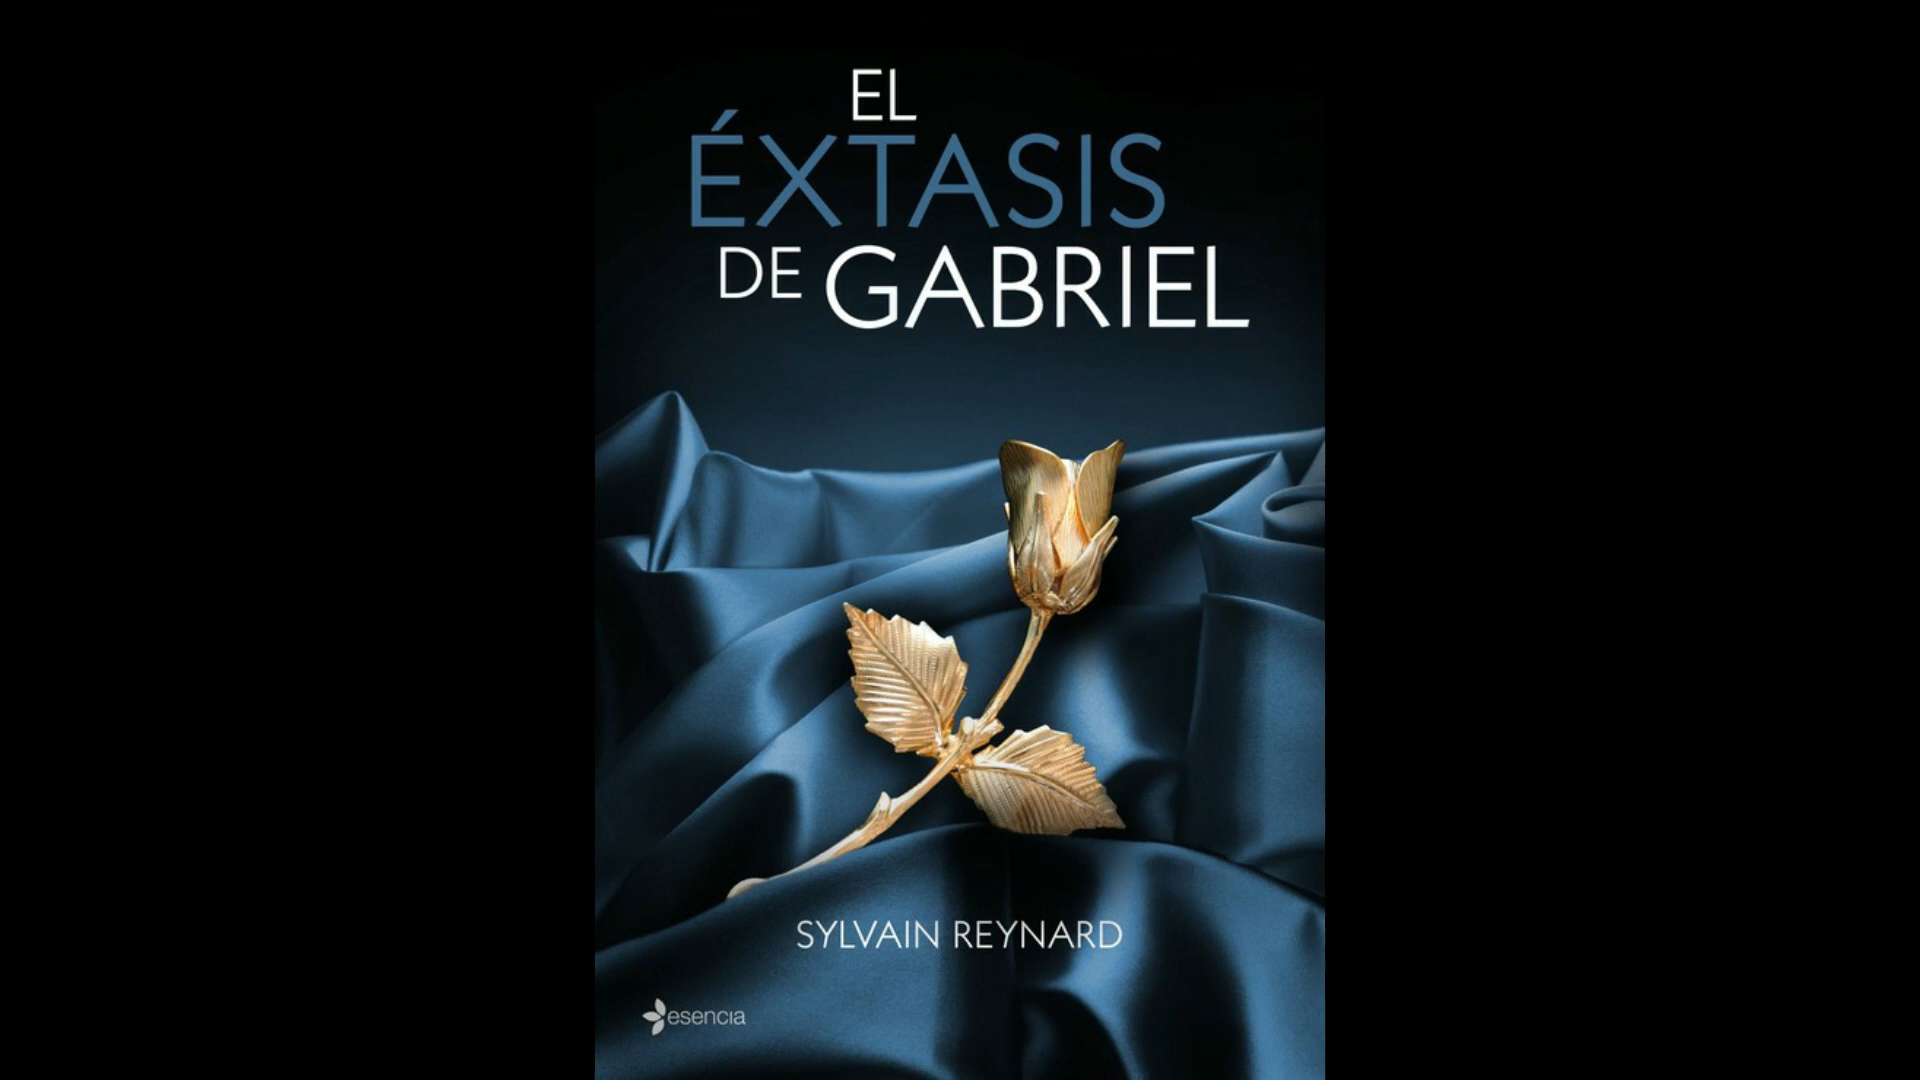 EL
ÉXTASIS
DE GABRIEL
SYLVAIN REYNARD
esencia